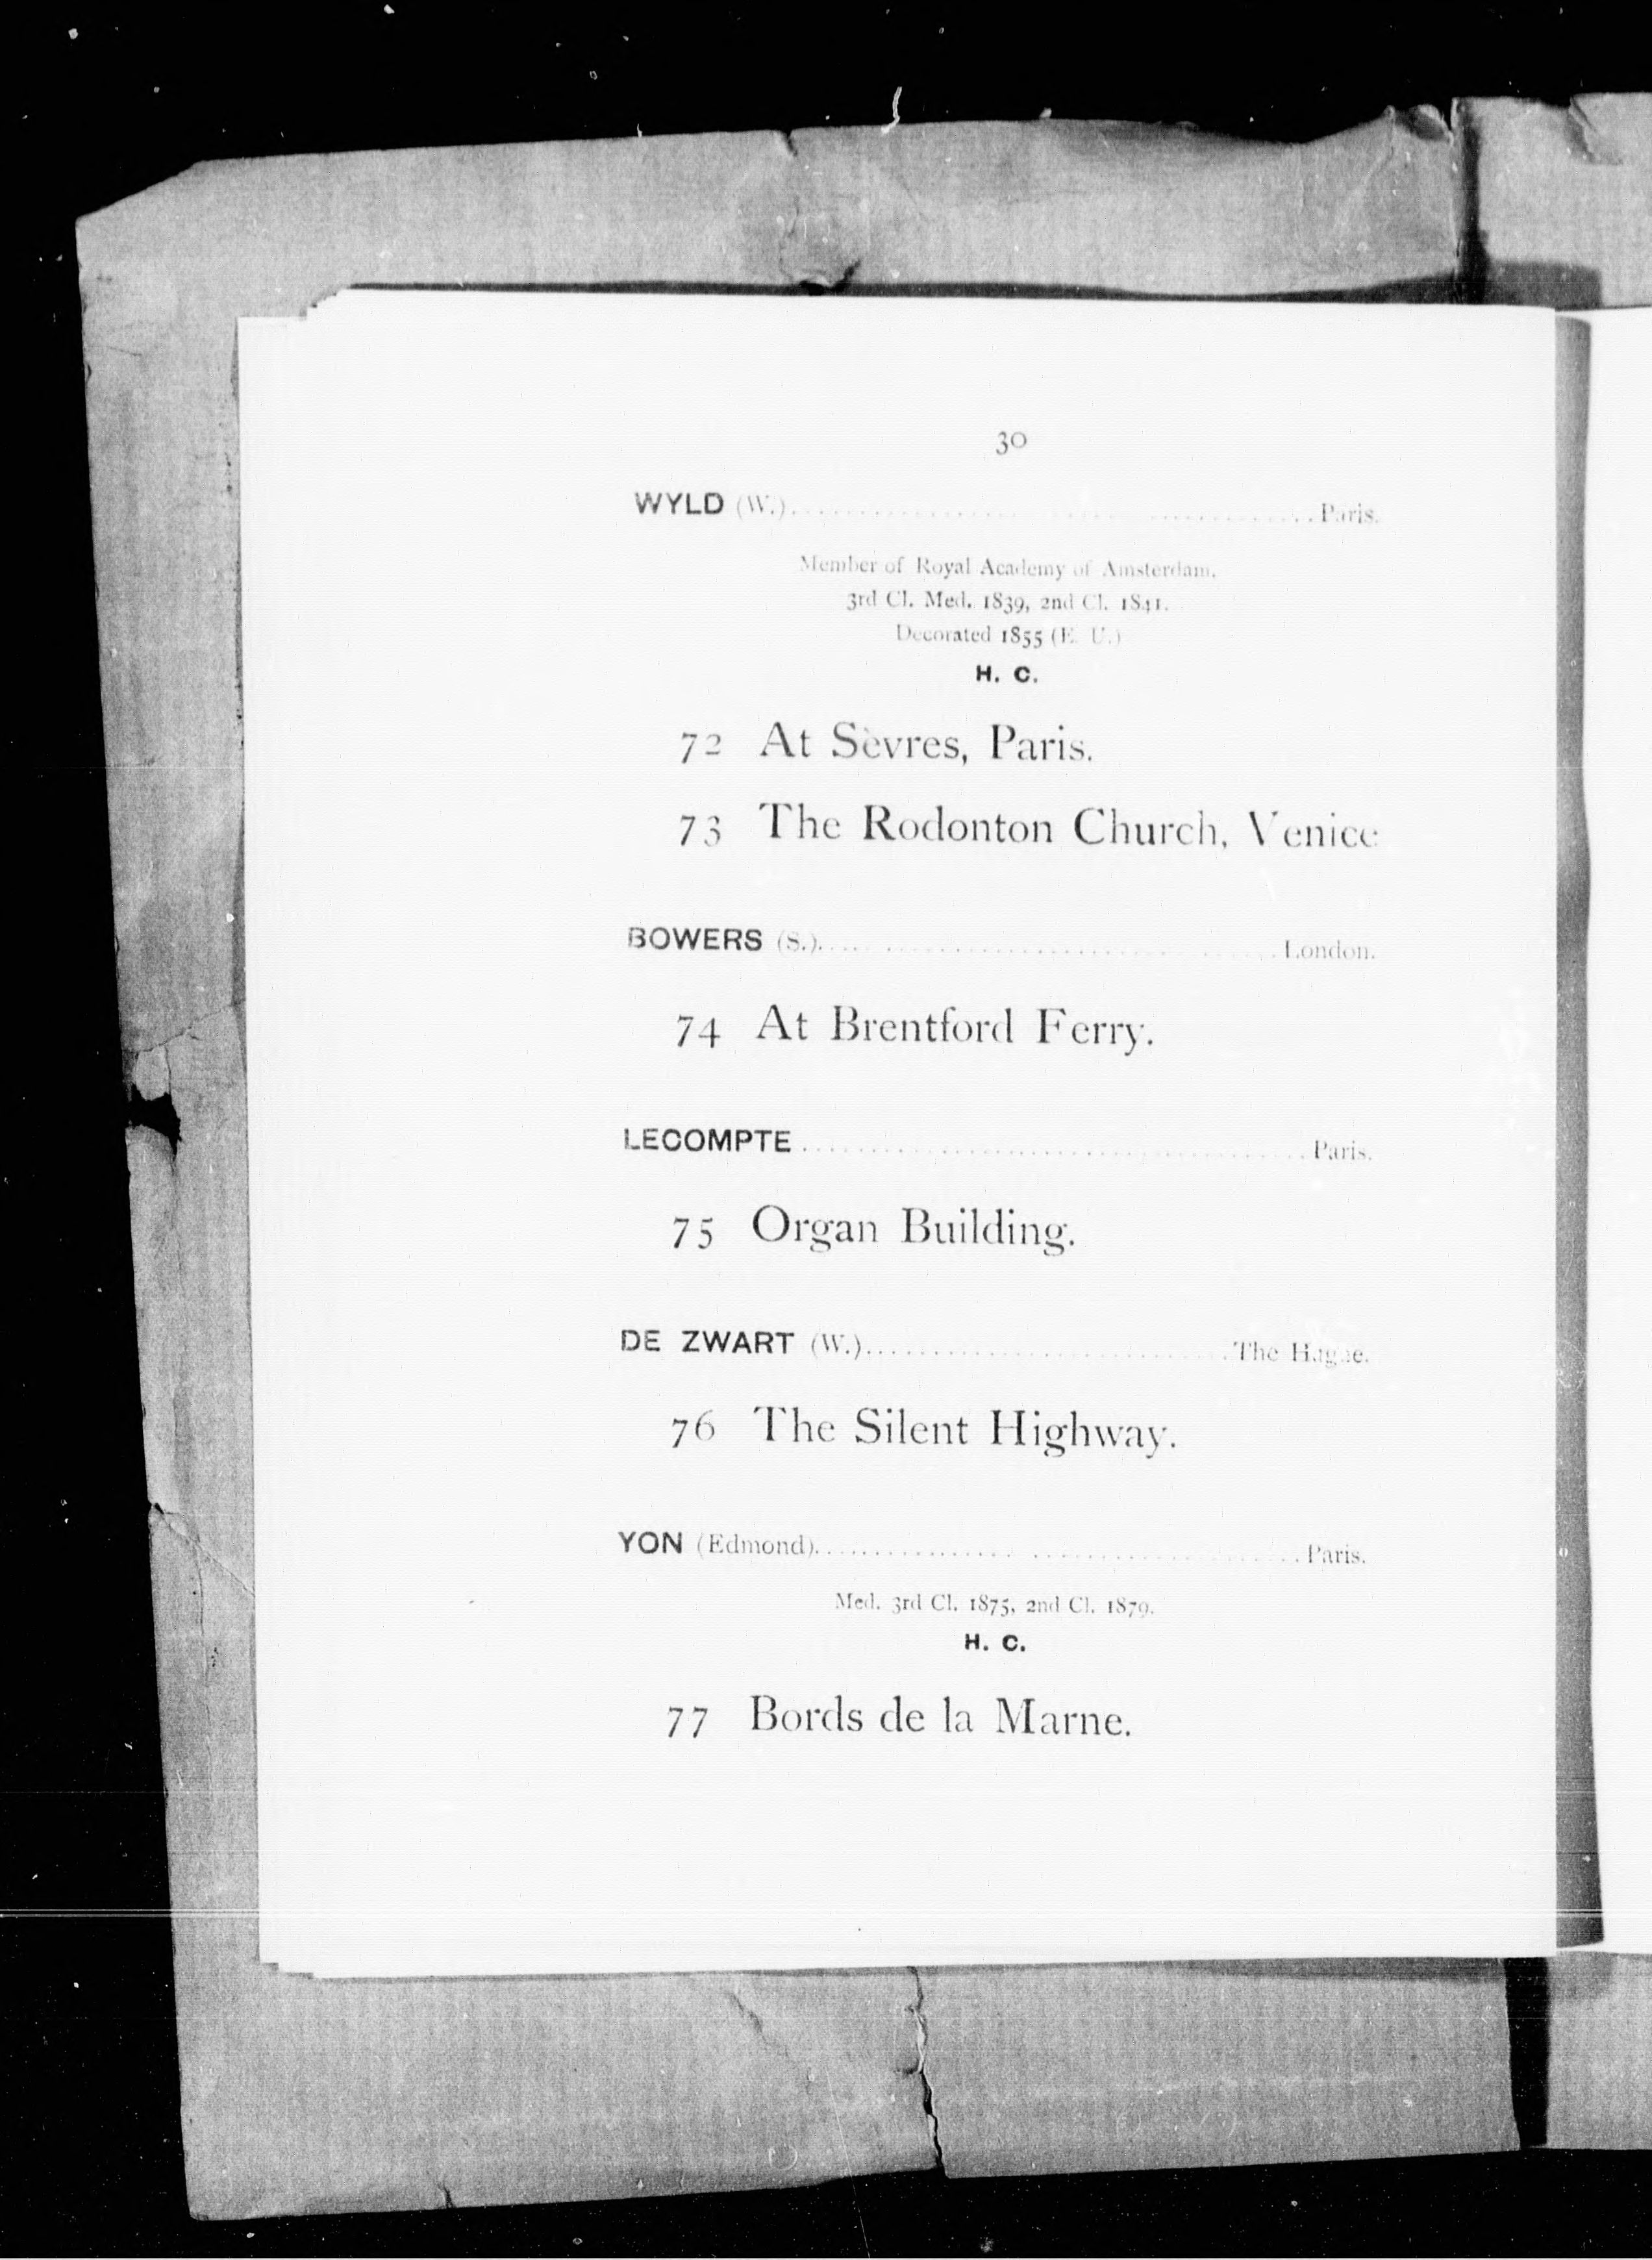 30
WYLD (W.) ........................................ Paris.
Member of Royal Academy of Amsterdam.
3rd Cl. Med. 1839, 2nd Cl. 1841.
Decorated 1855 (E. U.)
H. C.
72 At Sèvres, Paris.
73 The Rodonton Church, Venice
BOWERS (S.) ........................................ London.
74 At Brentford Ferry.
LECOMPTE ........................................ Paris.
75 Organ Building.
DE ZWART (W.) ........................................ The Hague.
76 The Silent Highway.
YON (Edmond) ........................................ Paris.
Med. 3rd Cl. 1875, 2nd Cl. 1879.
H. C.
77 Bords de la Marne.